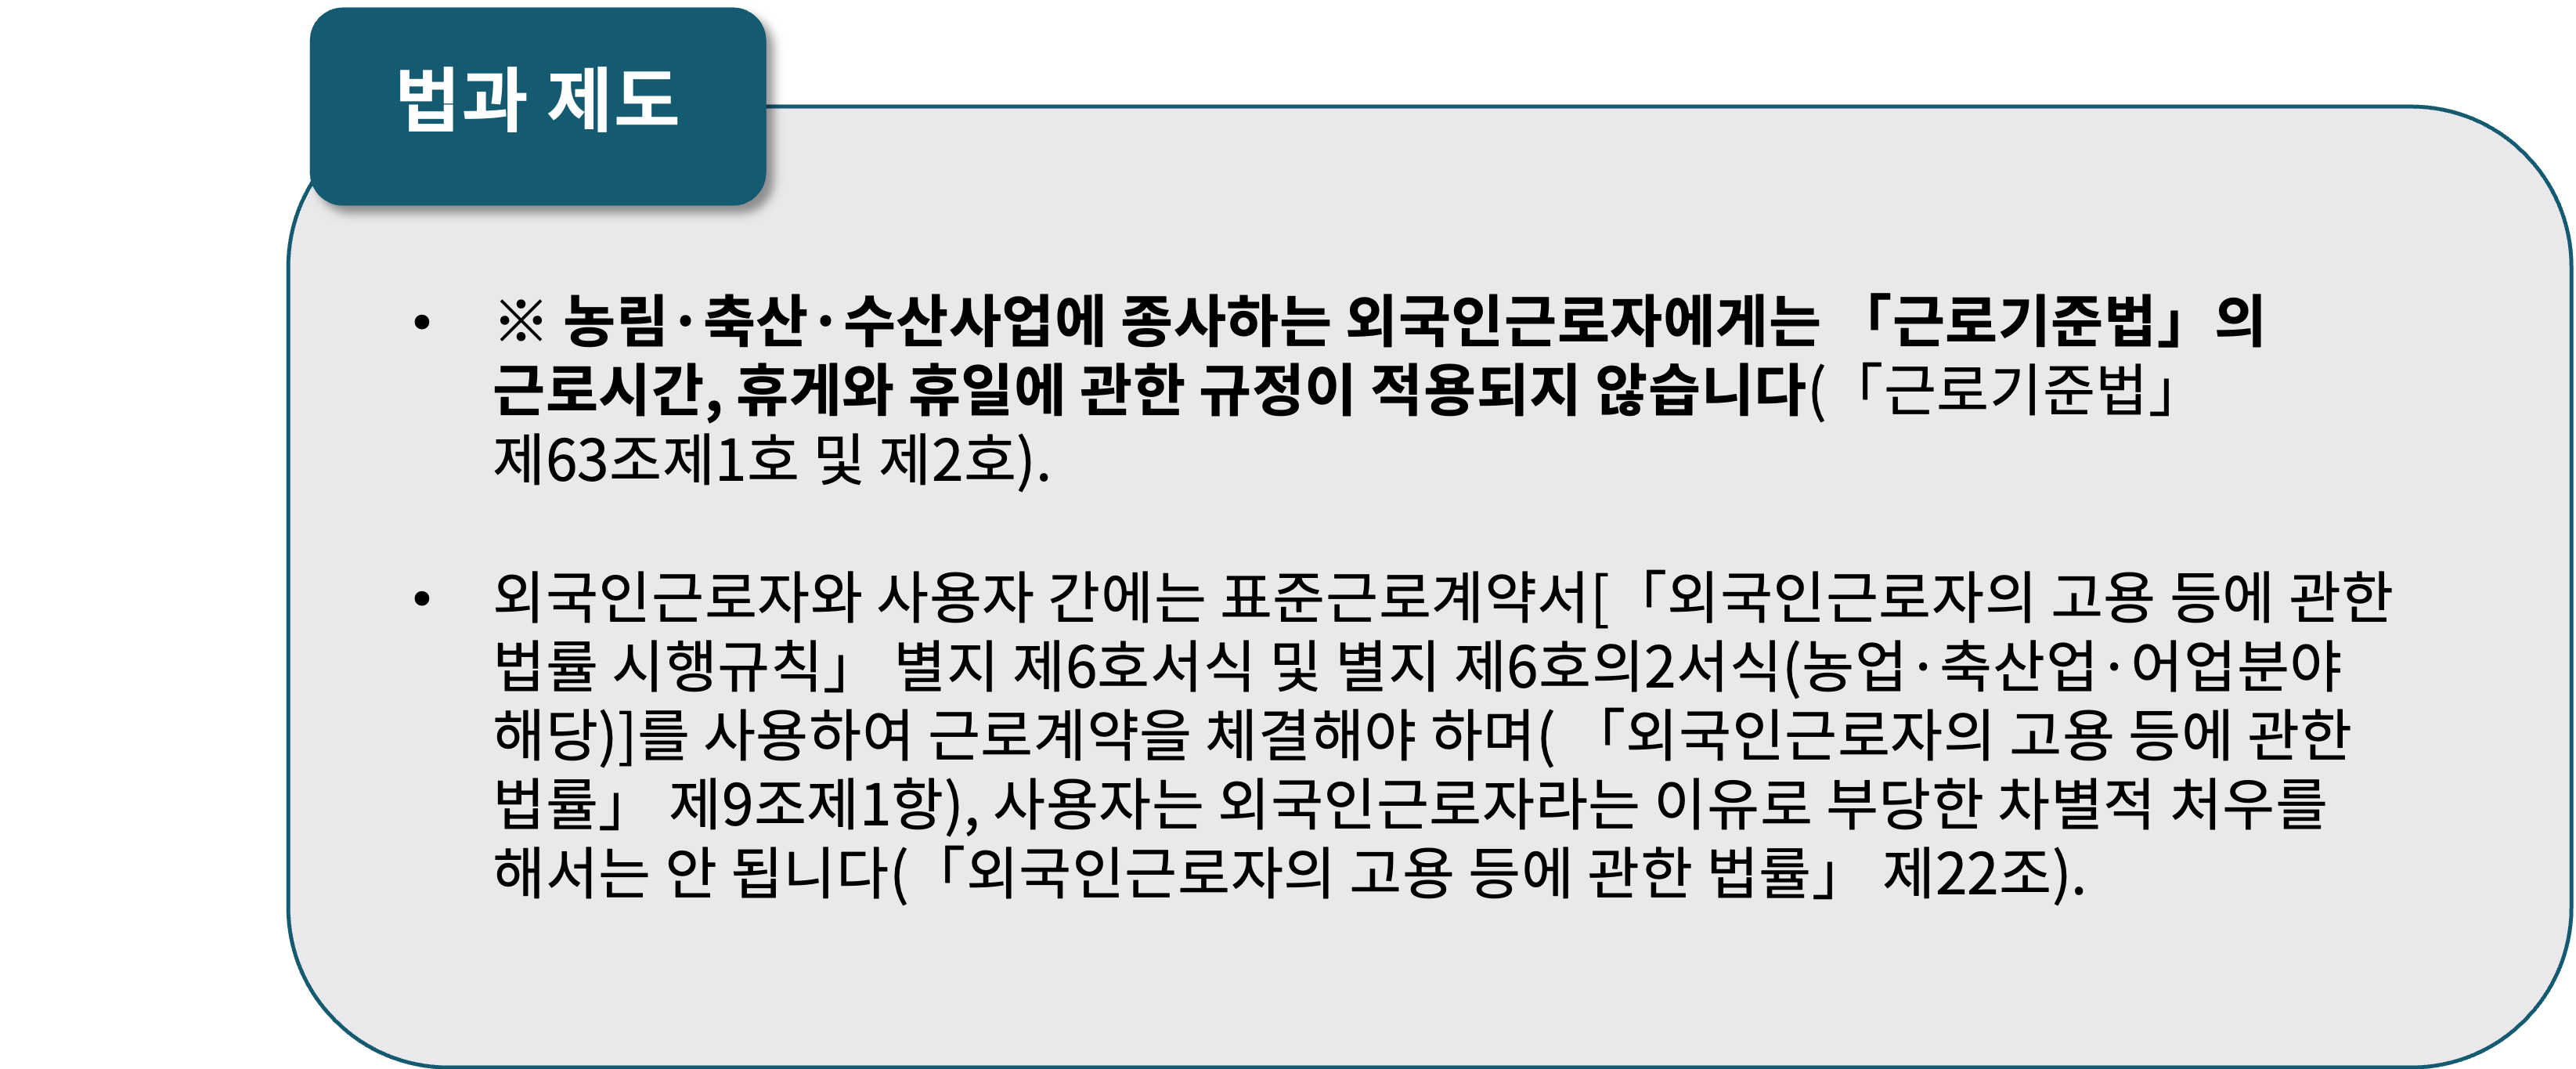 법과 제도
• ※ 농림·축산·수산사업에 종사하는 외국인근로자에게는 「근로기준법」의
근로시간, 휴게와 휴일에 관한 규정이 적용되지 않습니다(「근로기준법」
제63조제1호 및 제2호).
• 외국인근로자와 사용자 간에는 표준근로계약서[「외국인근로자의 고용 등에 관한
법률 시행규칙」 별지 제6호서식 및 별지 제6호의2서식(농업·축산업·어업분야
해당)]를 사용하여 근로계약을 체결해야 하며( 「외국인근로자의 고용 등에 관한
법률」 제9조제1항), 사용자는 외국인근로자라는 이유로 부당한 차별적 처우를
해서는 안 됩니다(「외국인근로자의 고용 등에 관한 법률」 제22조).